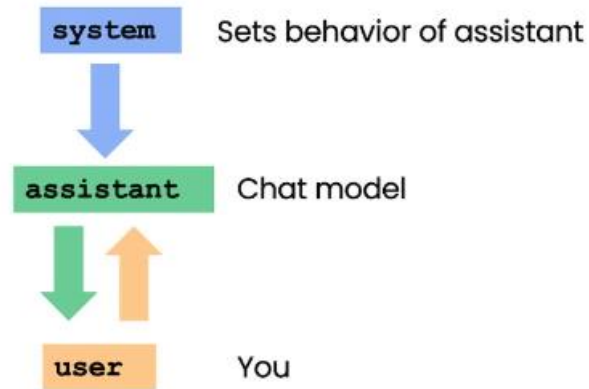 system Sets behavior of assistant
assistant Chat model
user You